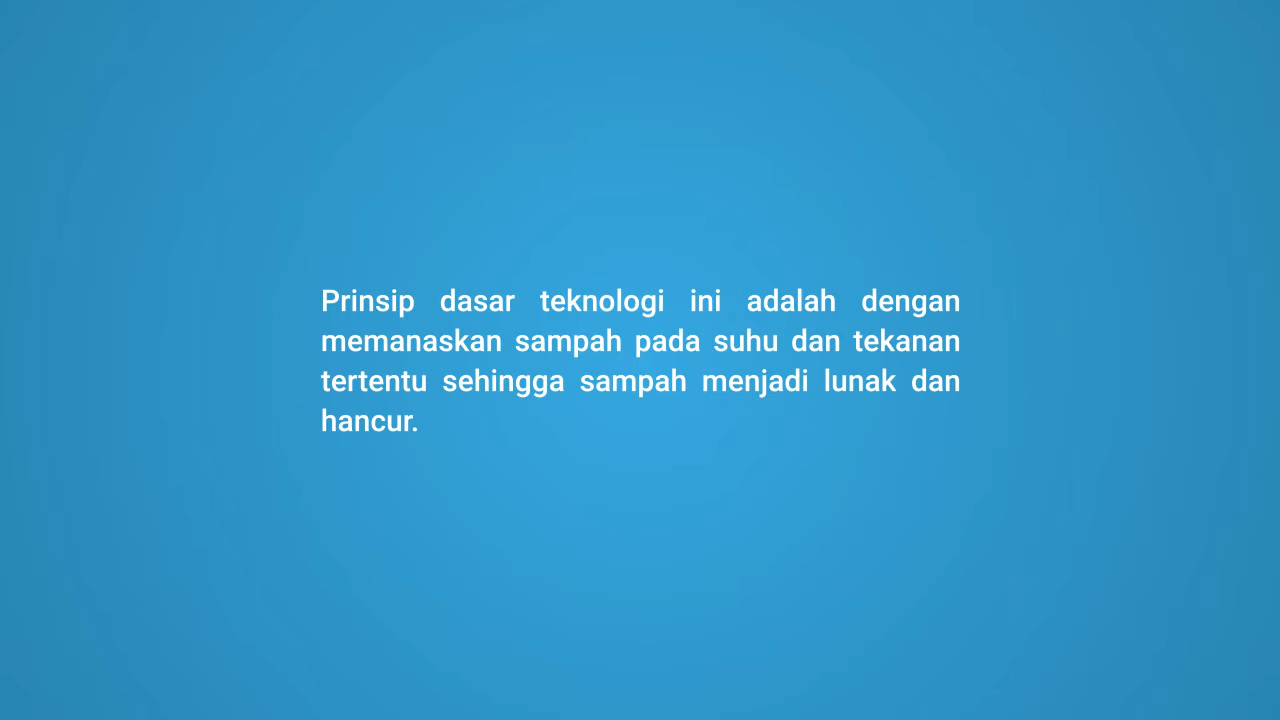 Prinsip dasar teknologi ini adalah dengan
memanaskan sampah pada suhu dan tekanan
tertentu sehingga sampah menjadi lunak dan
hancur.